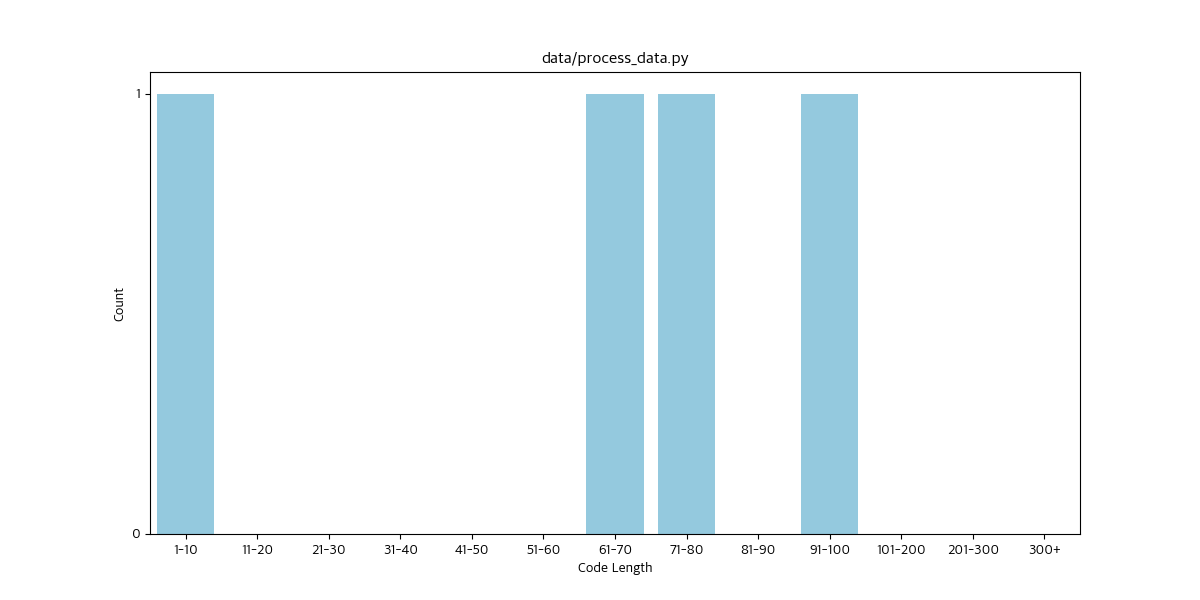 data/process_data.py
1
Count
0
1-10 11-20 21-30 31-40 41-50 51-60 61-70 71-80 81-90 91-100 101-200 201-300 300+
Code Length